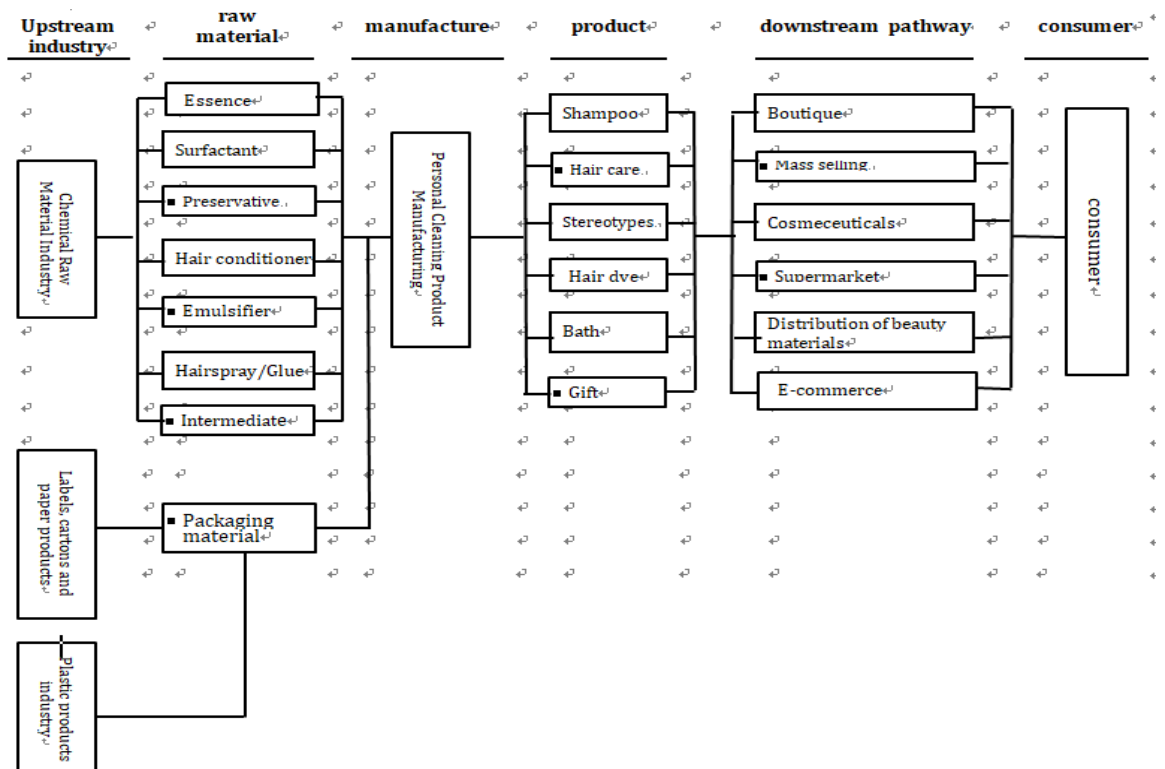 Upstream industry
raw material
manufacture
product
downstream pathway
consumer
Chemical Raw
Material Industry
Essence
Surfactant
Preservative.
Hair conditioner
Emulsifier
Hairspray/Glue
Intermediate
Labels, cartons and
paper products
Packaging
material
Plastic products
industry
Personal Cleaning Product
Manufacturing
Shampoo
Hair care.
Stereotypes.
Hair dve
Bath
Gift
Boutique
Mass selling.
Cosmeceuticals
Supermarket
Distribution of beauty
materials
E-commerce
consumer